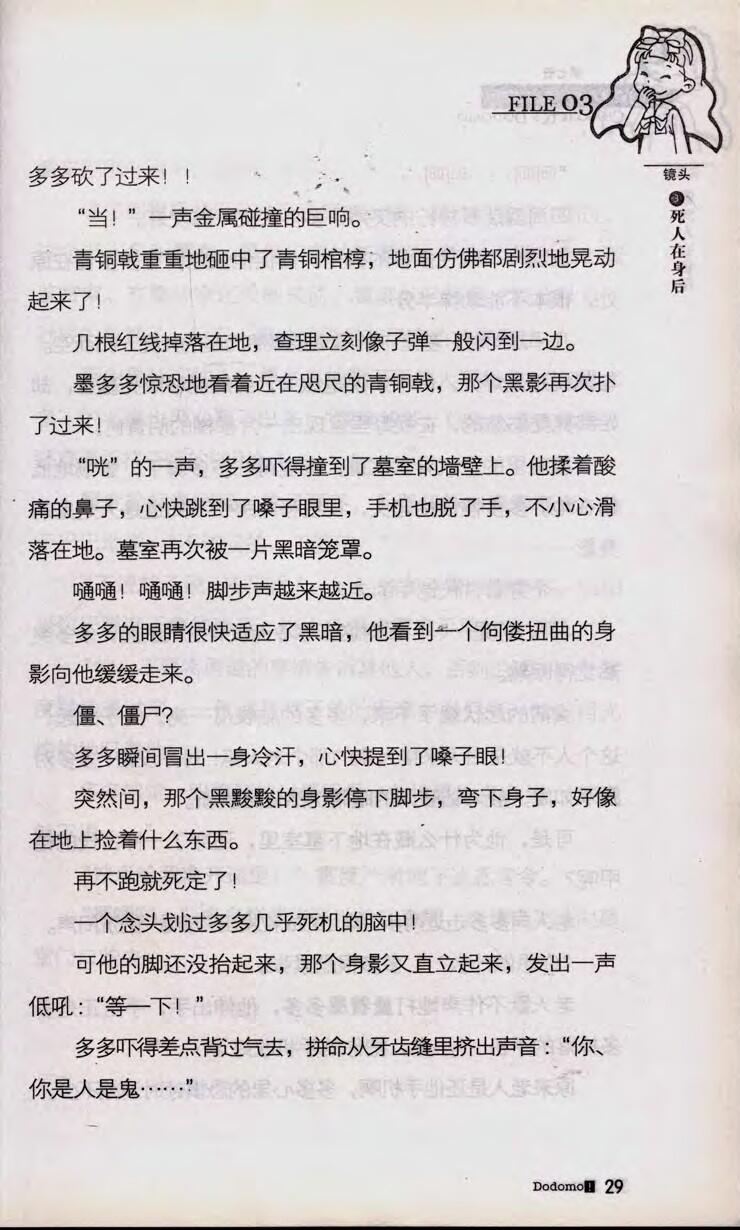 FILE 03
镜头
③
死人在身后
多多砍了过来！！
“当！”一声金属碰撞的巨响。
青铜戟重重地砸中了青铜棺椁，地面仿佛都剧烈地晃动
起来了！
几根红线掉落在地，查理立刻像子弹一般闪到一边。
墨多多惊恐地看着近在咫尺的青铜戟，那个黑影再次扑
了过来！
“咣”的一声，多多吓得撞到了墓室的墙壁上。他揉着酸
痛的鼻子，心快跳到了嗓子眼里，手机也脱了手，不小心滑
落在地。墓室再次被一片黑暗笼罩。
嗵嗵！嗵嗵！脚步声越来越近。
多多的眼睛很快适应了黑暗，他看到一个佝偻扭曲的身
影向他缓缓走来。
僵、僵尸？
多多瞬间冒出一身冷汗，心快提到了嗓子眼！
突然间，那个黑黢黢的身影停下脚步，弯下身子，好像
在地上捡着什么东西。
再不跑就死定了！
一个念头划过多多几乎死机的脑中！
可他的脚还没抬起来，那个身影又直立起来，发出一声
低吼：“等一下！”
多多吓得差点背过气去，拼命从牙齿缝里挤出声音：“你、
你是人是鬼……”
Dodomo! 29